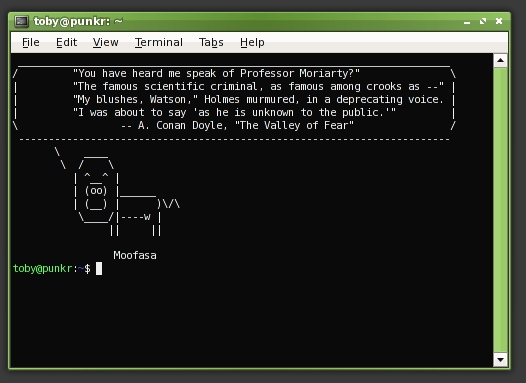 toby@punkr: ~
File Edit View Terminal Tabs Help
"You have heard me speak of Professor Moriarty?"
"The famous scientific criminal, as famous among crooks as --"
"My blushes, Watson," Holmes murmured, in a deprecating voice.
"I was about to say 'as he is unknown to the public.'"
-- A. Conan Doyle, "The Valley of Fear"
Moofasa
toby@punkr:~$